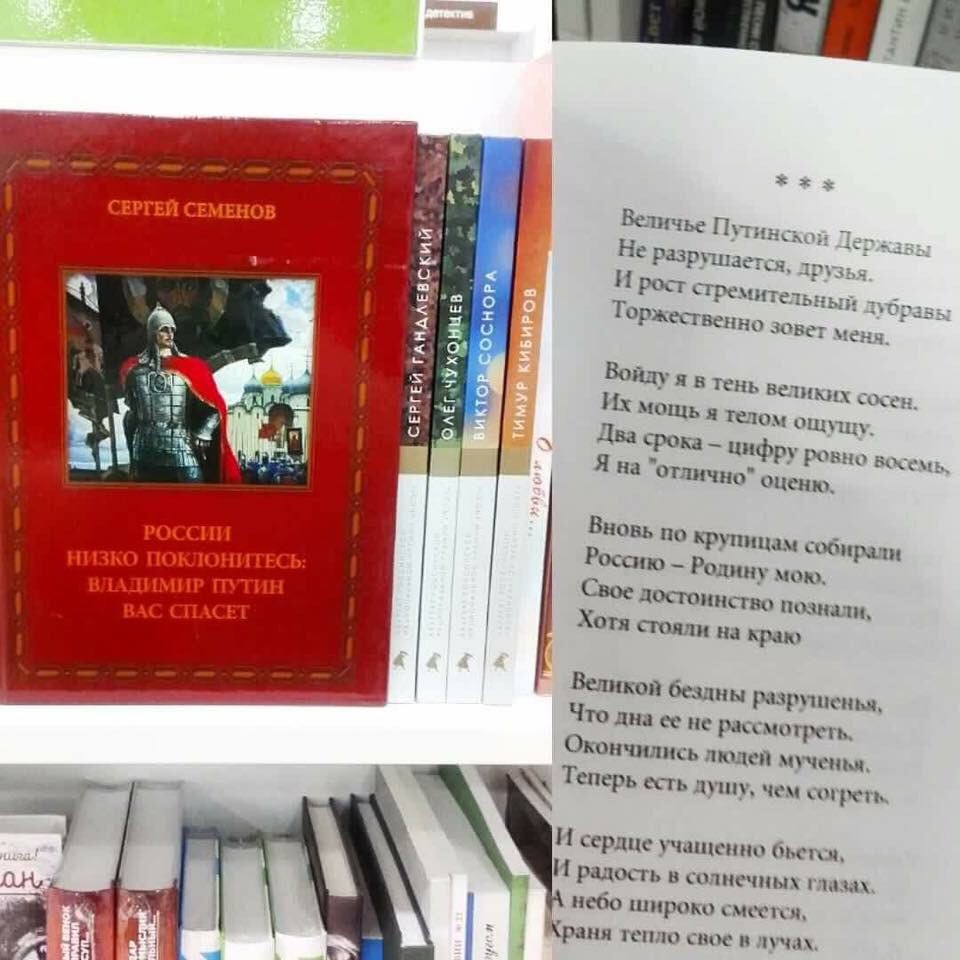 детектив
СЕРГЕЙ СЕМЕНОВ
РОССИИ
НИЗКО ПОКЛОНИТЕСЬ:
ВЛАДИМИР ПУТИН
ВАС СПАСЕТ
СЕРГЕЙ ГАНДЛЕВСКИЙ
ОЛЕГ ЧУХОНЦЕВ
ВИКТОР СОСНОРА
ТИМУР КИБИРОВ
* * *
Величье Путинской Державы
Не разрушается, друзья.
И рост стремительный дубравы
Торжественно зовет меня.
Войду я в тень великих сосен.
Их мощь я телом ощущу.
Два срока – цифру ровно восемь,
Я на "отлично" оценю.
Вновь по крупицам собирали
Россию – Родину мою.
Свое достоинство познали,
Хотя стояли на краю
Великой бездны разрушенья,
Что дна ее не рассмотреть.
Окончились людей мученья.
Теперь есть душу, чем согреть.
И сердце учащенно бьется,
И радость в солнечных глазах.
А небо широко смеется,
Храня тепло свое в лучах.